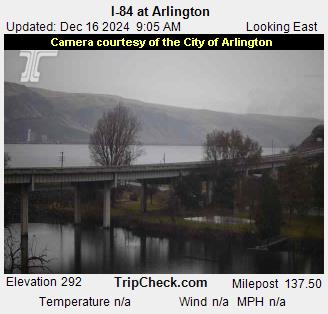 I-84 at Arlington
Updated: Dec 16 2024 9:05 AM Looking East
Camera courtesy of the City of Arlington
Elevation 292 TripCheck.com Milepost 137.50
Temperature n/a Wind n/a MPH n/a